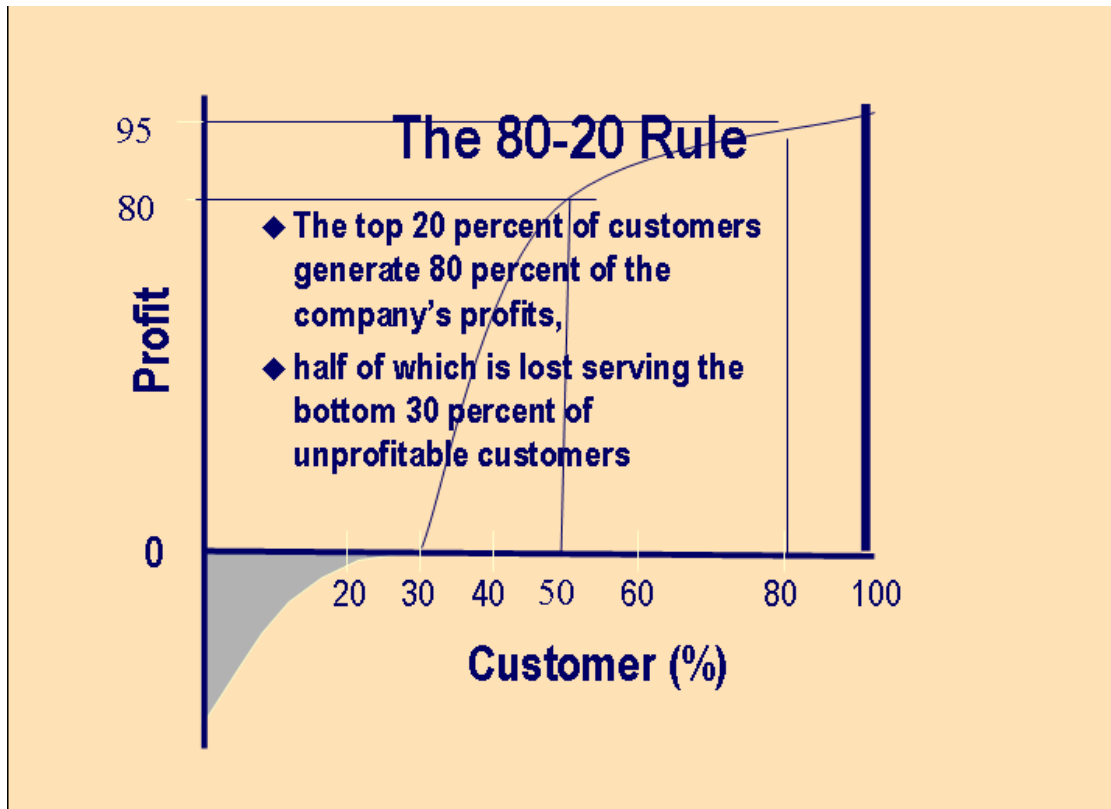 The 80-20 Rule
95
80
◆ The top 20 percent of customers
generate 80 percent of the
company's profits,
◆ half of which is lost serving the
bottom 30 percent of
unprofitable customers
Profit
0
20 30 40 50 60 80 100
Customer (%)